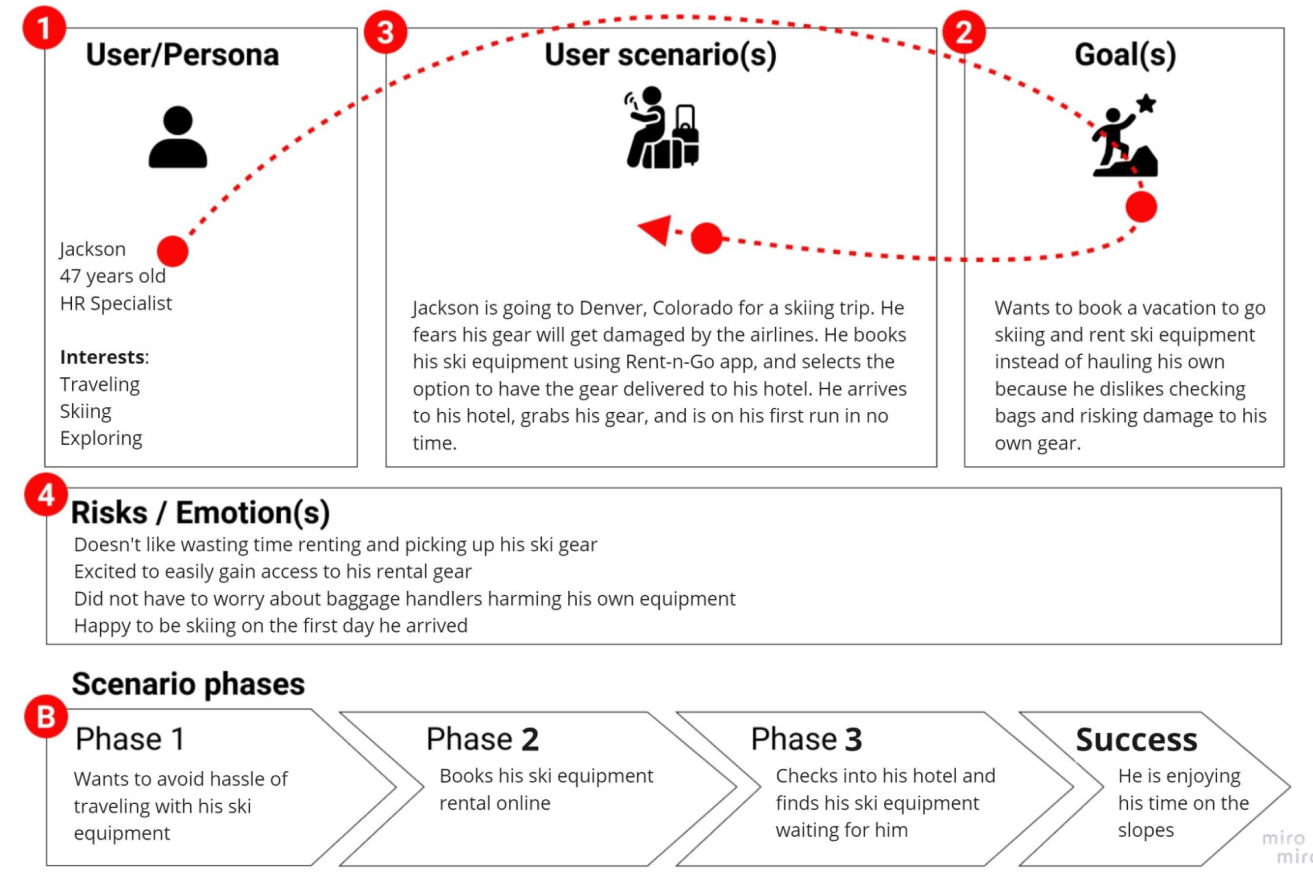 1
User/Persona
Jackson
47 years old
HR Specialist
Interests:
Traveling
Skiing
Exploring
3
User scenario(s)
Jackson is going to Denver, Colorado for a skiing trip. He
fears his gear will get damaged by the airlines. He books
his ski equipment using Rent-n-Go app, and selects the
option to have the gear delivered to his hotel. He arrives
to his hotel, grabs his gear, and is on his first run in no
time.
2
Goal(s)
Wants to book a vacation to go
skiing and rent ski equipment
instead of hauling his own
because he dislikes checking
bags and risking damage to his
own gear.
4
Risks / Emotion(s)
Doesn't like wasting time renting and picking up his ski gear
Excited to easily gain access to his rental gear
Did not have to worry about baggage handlers harming his own equipment
Happy to be skiing on the first day he arrived
Scenario phases
B
Phase 1
Wants to avoid hassle of
traveling with his ski
equipment
Phase 2
Books his ski equipment
rental online
Phase 3
Checks into his hotel and
finds his ski equipment
waiting for him
Success
He is enjoying
his time on the
slopes
miro
miro